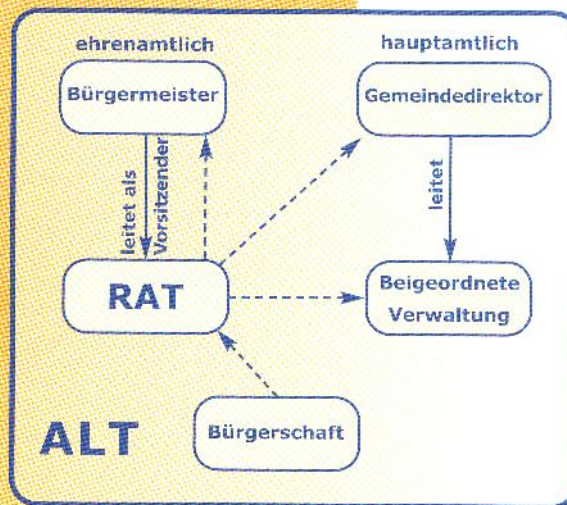 ehrenamtlich
hauptamtlich
Bürgermeister
Gemeindedirektor
leitet als
Vorsitzender
leitet
RAT
Beigeordnete
Verwaltung
Bürgerschaft
ALT